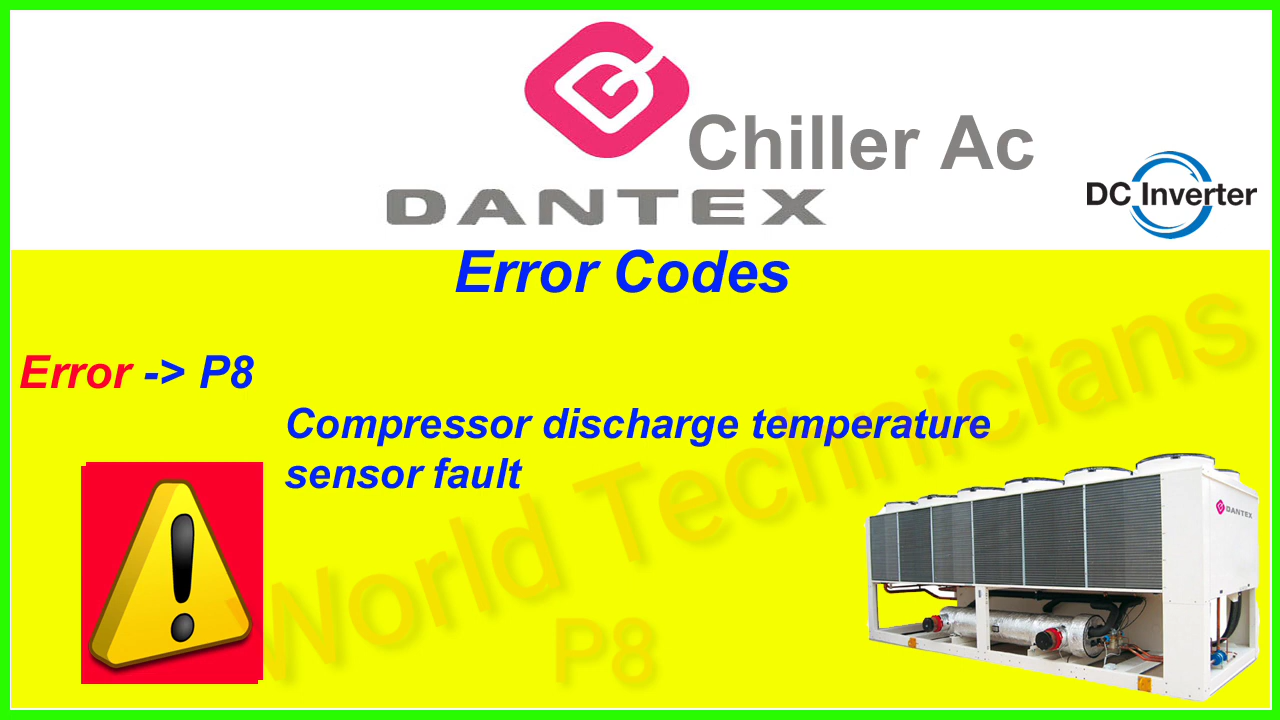 Chiller Ac
DANTEX
DC Inverter
Error Codes
Error -> P8
Compressor discharge temperature
sensor fault
World Technicians
P8
DANTEX